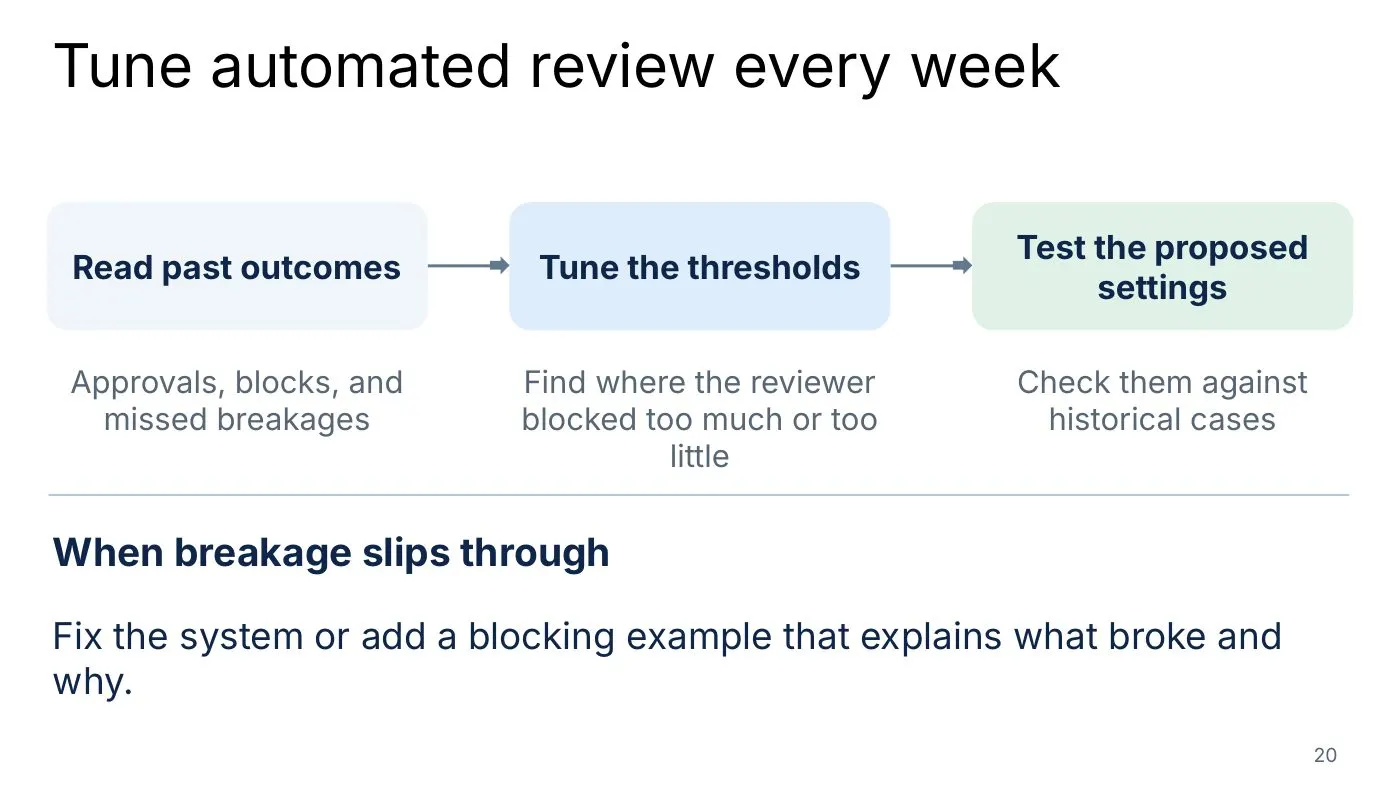 Tune automated review every week
Read past outcomes
Tune the thresholds
Test the proposed
settings
Approvals, blocks, and
missed breakages
Find where the reviewer
blocked too much or too
little
Check them against
historical cases
When breakage slips through
Fix the system or add a blocking example that explains what broke and
why.
20